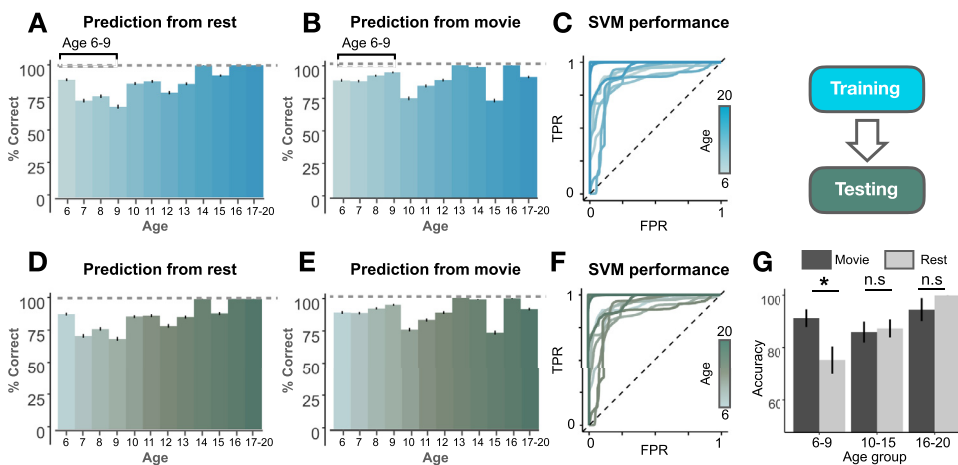 A Prediction from rest
Age 6-9
% Correct
100
75
50
25
0
6 7 8 9 10 11 12 13 14 15 16 17-20
Age
B Prediction from movie
Age 6-9
% Correct
100
75
50
25
0
6 7 8 9 10 11 12 13 14 15 16 17-20
Age
C SVM performance
1
TPR
0
0 1
FPR
20
Age
6
Training
Testing
D Prediction from rest
% Correct
100
75
50
25
0
6 7 8 9 10 11 12 13 14 15 16 17-20
Age
E Prediction from movie
% Correct
100
75
50
25
0
6 7 8 9 10 11 12 13 14 15 16 17-20
Age
F SVM performance
1
TPR
0
0 1
FPR
20
Age
6
G Movie Rest
* n.s n.s
Accuracy
100
80
60
6-9 10-15 16-20
Age group